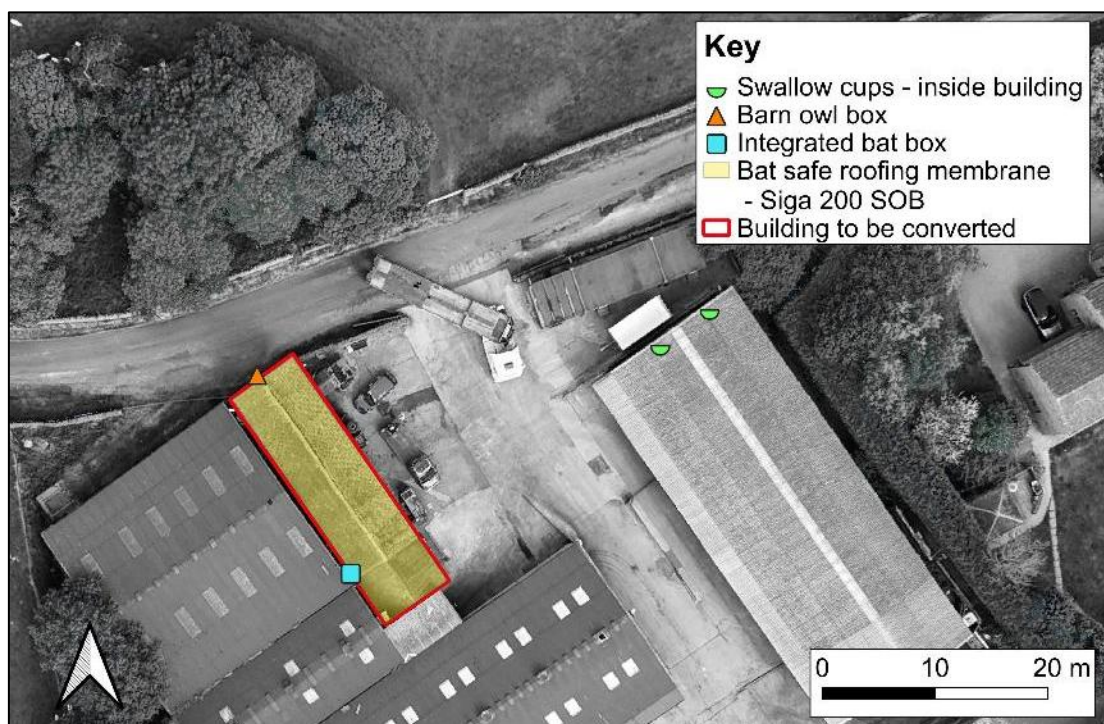 Key
Swallow cups - inside building
Barn owl box
Integrated bat box
Bat safe roofing membrane
- Siga 200 SOB
Building to be converted
0 10 20 m